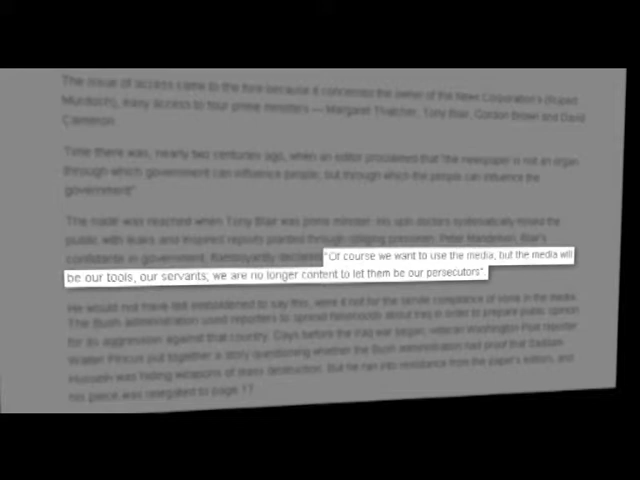 The issue of access came to the fore because it concerned the owner of the News Corporation's (Rupert
Murdoch), easy access to four prime ministers — Margaret Thatcher, Tony Blair, Gordon Brown and David
Cameron.
Time there was, nearly two centuries ago, when an editor proclaimed that "the newspaper is not an organ
through which government can influence people, but through which the people can influence the
government".
The nadir was reached when Tony Blair was prime minister. His spin doctors systematically the
public with leaks and inspired reports planted through obliging pressmen. Peter Mandelson, Blair's
confidante in government, flamboyantly declared "Of course we want to use the media, but the media will
be our tools, our servants; we are no longer content to let them be our persecutors".
He would not have felt emboldened to say this, were it not for the servile compliance of some in the media.
The Bush administration used reporters to spread falsehoods about Iraq in order to prepare public opinion
for its aggression against that country. Days before the Iraq war began, veteran Washington Post reporter
Walter Pincus put together a story questioning whether the Bush administration had proof that Saddam
Hussein was hiding weapons of mass destruction. But he ran into resistance from the paper's editors, and
his piece was relegated to page 17.